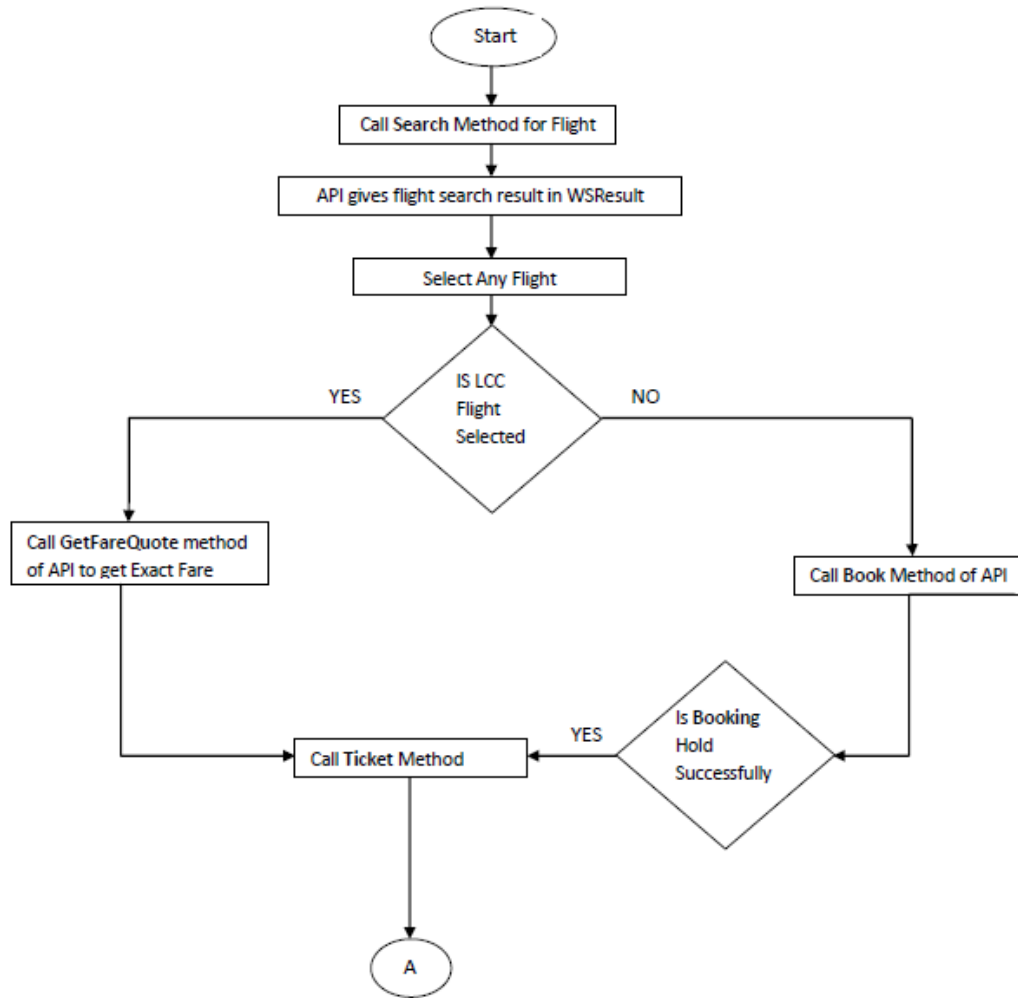 Start
Call Search Method for Flight
API gives flight search result in WSResult
Select Any Flight
IS LCC
Flight
Selected
YES
NO
Call GetFareQuote method
of API to get Exact Fare
Call Book Method of API
Is Booking
Hold
Successfully
YES
Call Ticket Method
A